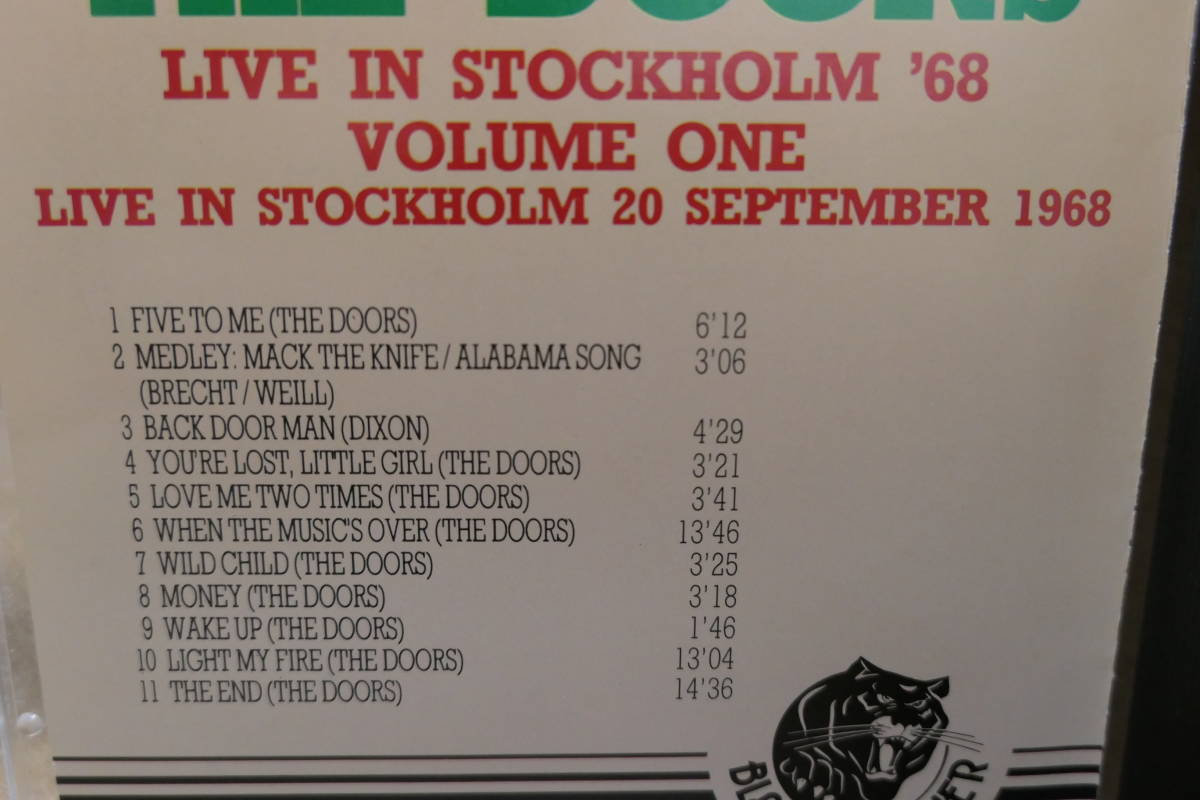 THE DOORS
LIVE IN STOCKHOLM '68
VOLUME ONE
LIVE IN STOCKHOLM 20 SEPTEMBER 1968
1 FIVE TO ME (THE DOORS) 6'12
2 MEDLEY: MACK THE KNIFE / ALABAMA SONG 3'06
(BRECHT / WEILL)
3 BACK DOOR MAN (DIXON) 4'29
4 YOU'RE LOST, LITTLE GIRL (THE DOORS) 3'21
5 LOVE ME TWO TIMES (THE DOORS) 3'41
6 WHEN THE MUSIC'S OVER (THE DOORS) 13'46
7 WILD CHILD (THE DOORS) 3'25
8 MONEY (THE DOORS) 3'18
9 WAKE UP (THE DOORS) 1'46
10 LIGHT MY FIRE (THE DOORS) 13'04
11 THE END (THE DOORS) 14'36